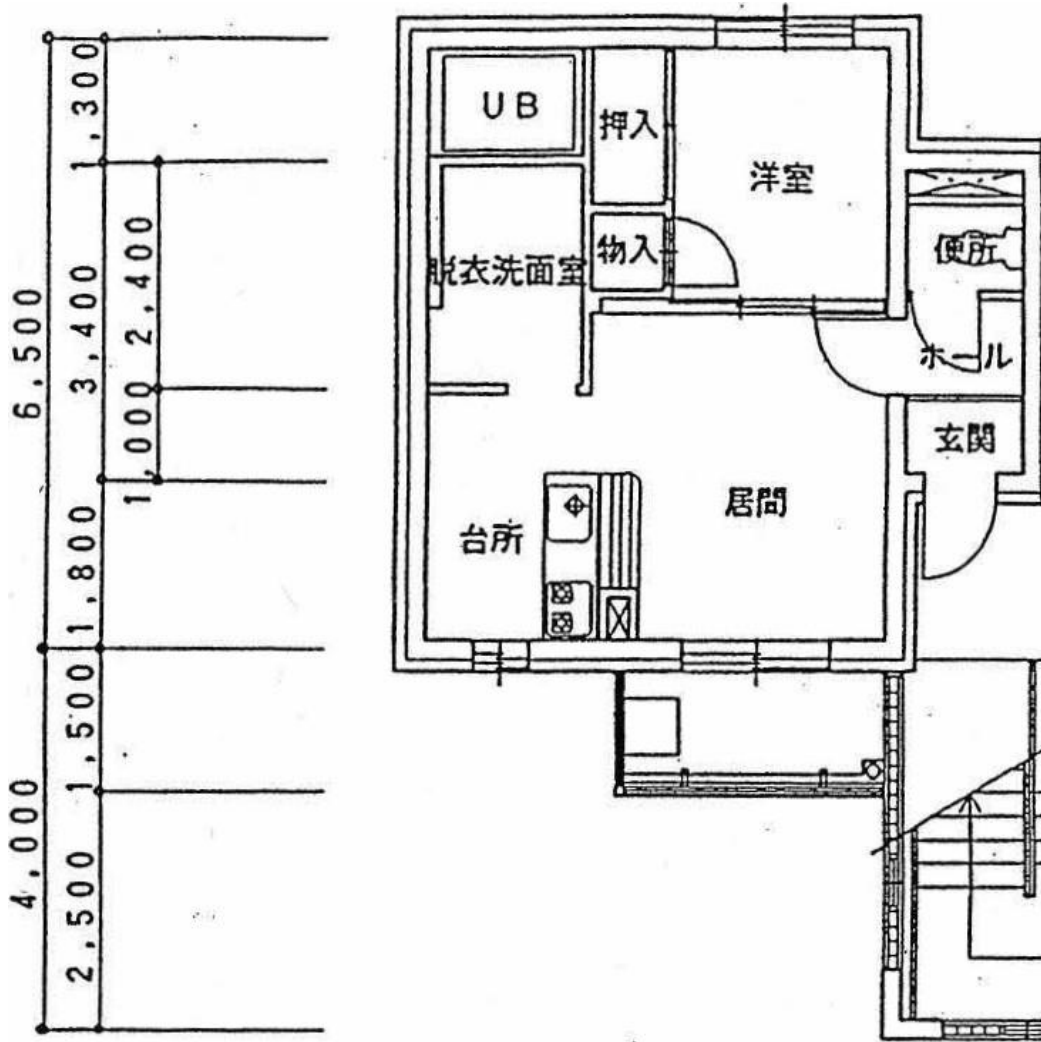 1,300
6,500
3,400
2,400
1,000
1,800
1,500
4,000
2,500
UB
押入
洋室
物入
便所
脱衣洗面室
ホール
玄関
居間
台所